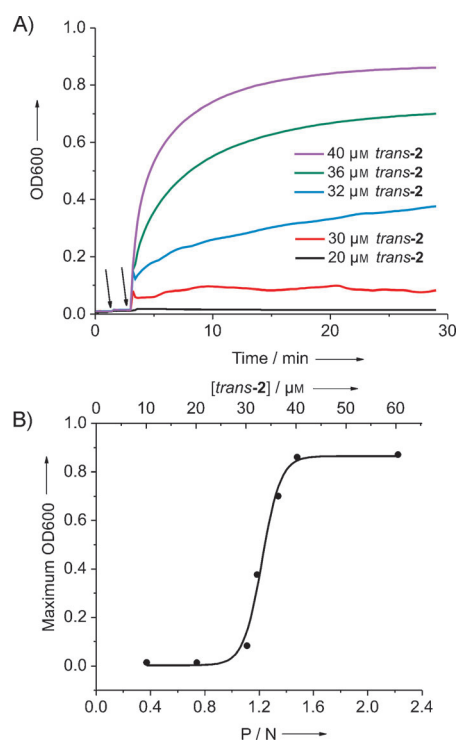 A)
OD600
1.0
0.8
0.6
0.4
0.2
0.0
40 μM trans-2
36 μM trans-2
32 μM trans-2
30 μM trans-2
20 μM trans-2
0 10 20 30
Time / min
[trans-2] / μM
0 10 20 30 40 50 60
B)
Maximum OD600
1.0
0.8
0.6
0.4
0.2
0.0
0.0 0.4 0.8 1.2 1.6 2.0 2.4
P / N